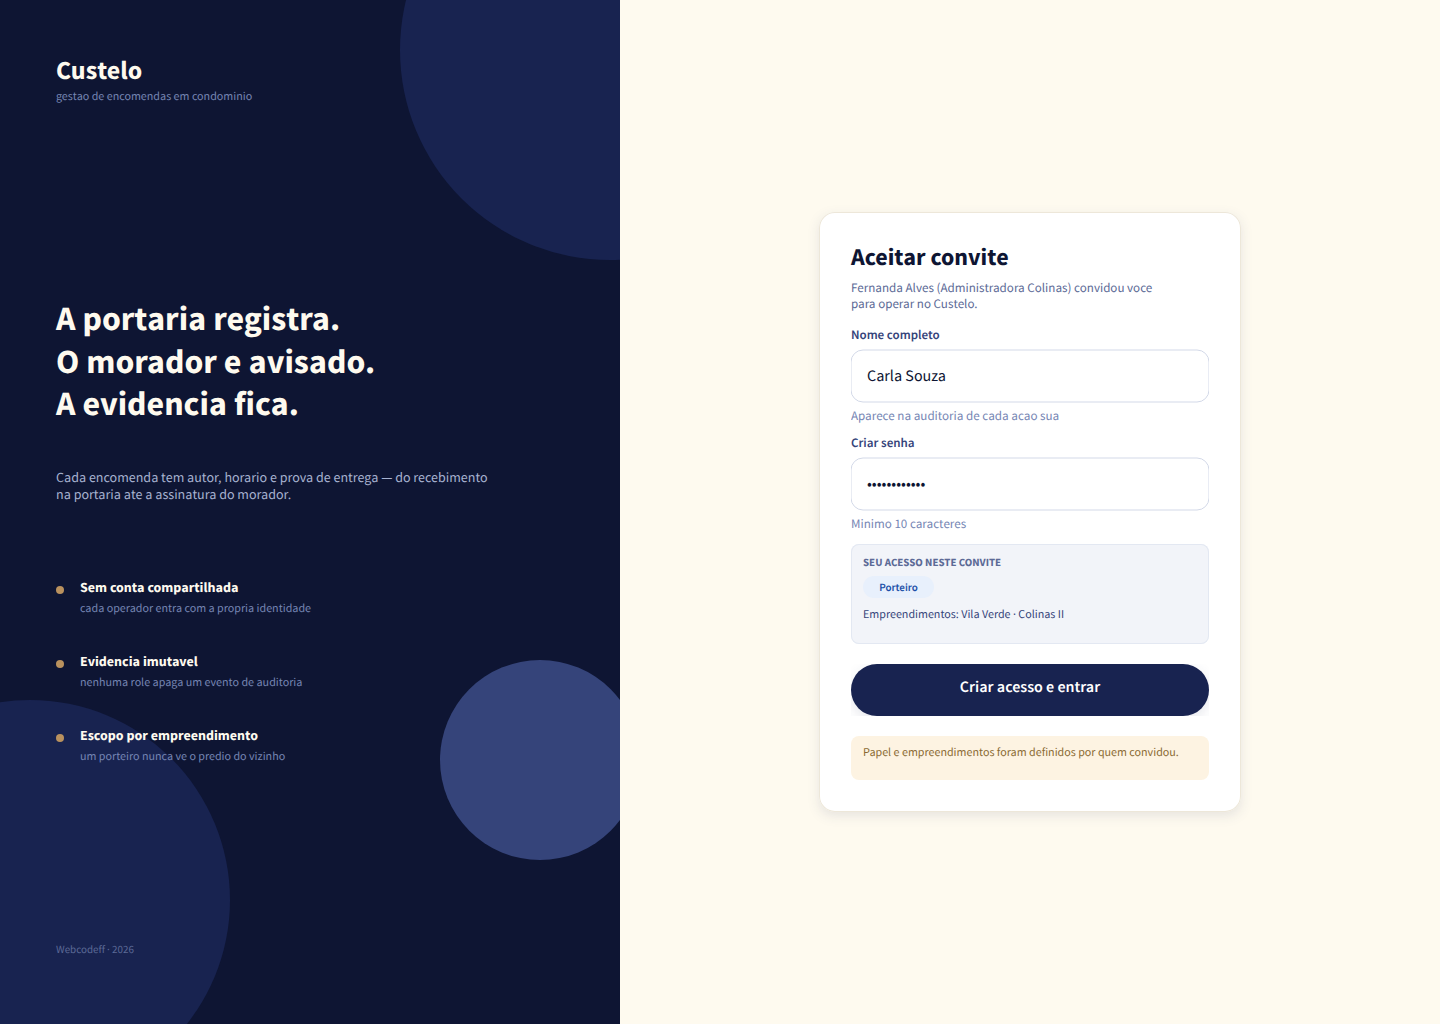 Custelo
gestao de encomendas em condominio
A portaria registra.
O morador e avisado.
A evidencia fica.
Cada encomenda tem autor, horario e prova de entrega — do recebimento
na portaria ate a assinatura do morador.
Sem conta compartilhada
cada operador entra com a propria identidade
Evidencia imutavel
nenhuma role apaga um evento de auditoria
Escopo por empreendimento
um porteiro nunca ve o predio do vizinho
Webcodeff · 2026
Aceitar convite
Fernanda Alves (Administradora Colinas) convidou voce
para operar no Custelo.
Nome completo
Carla Souza
Aparece na auditoria de cada acao sua
Criar senha
••••••••••••
Minimo 10 caracteres
SEU ACESSO NESTE CONVITE
Porteiro
Empreendimentos: Vila Verde · Colinas II
Criar acesso e entrar
Papel e empreendimentos foram definidos por quem convidou.